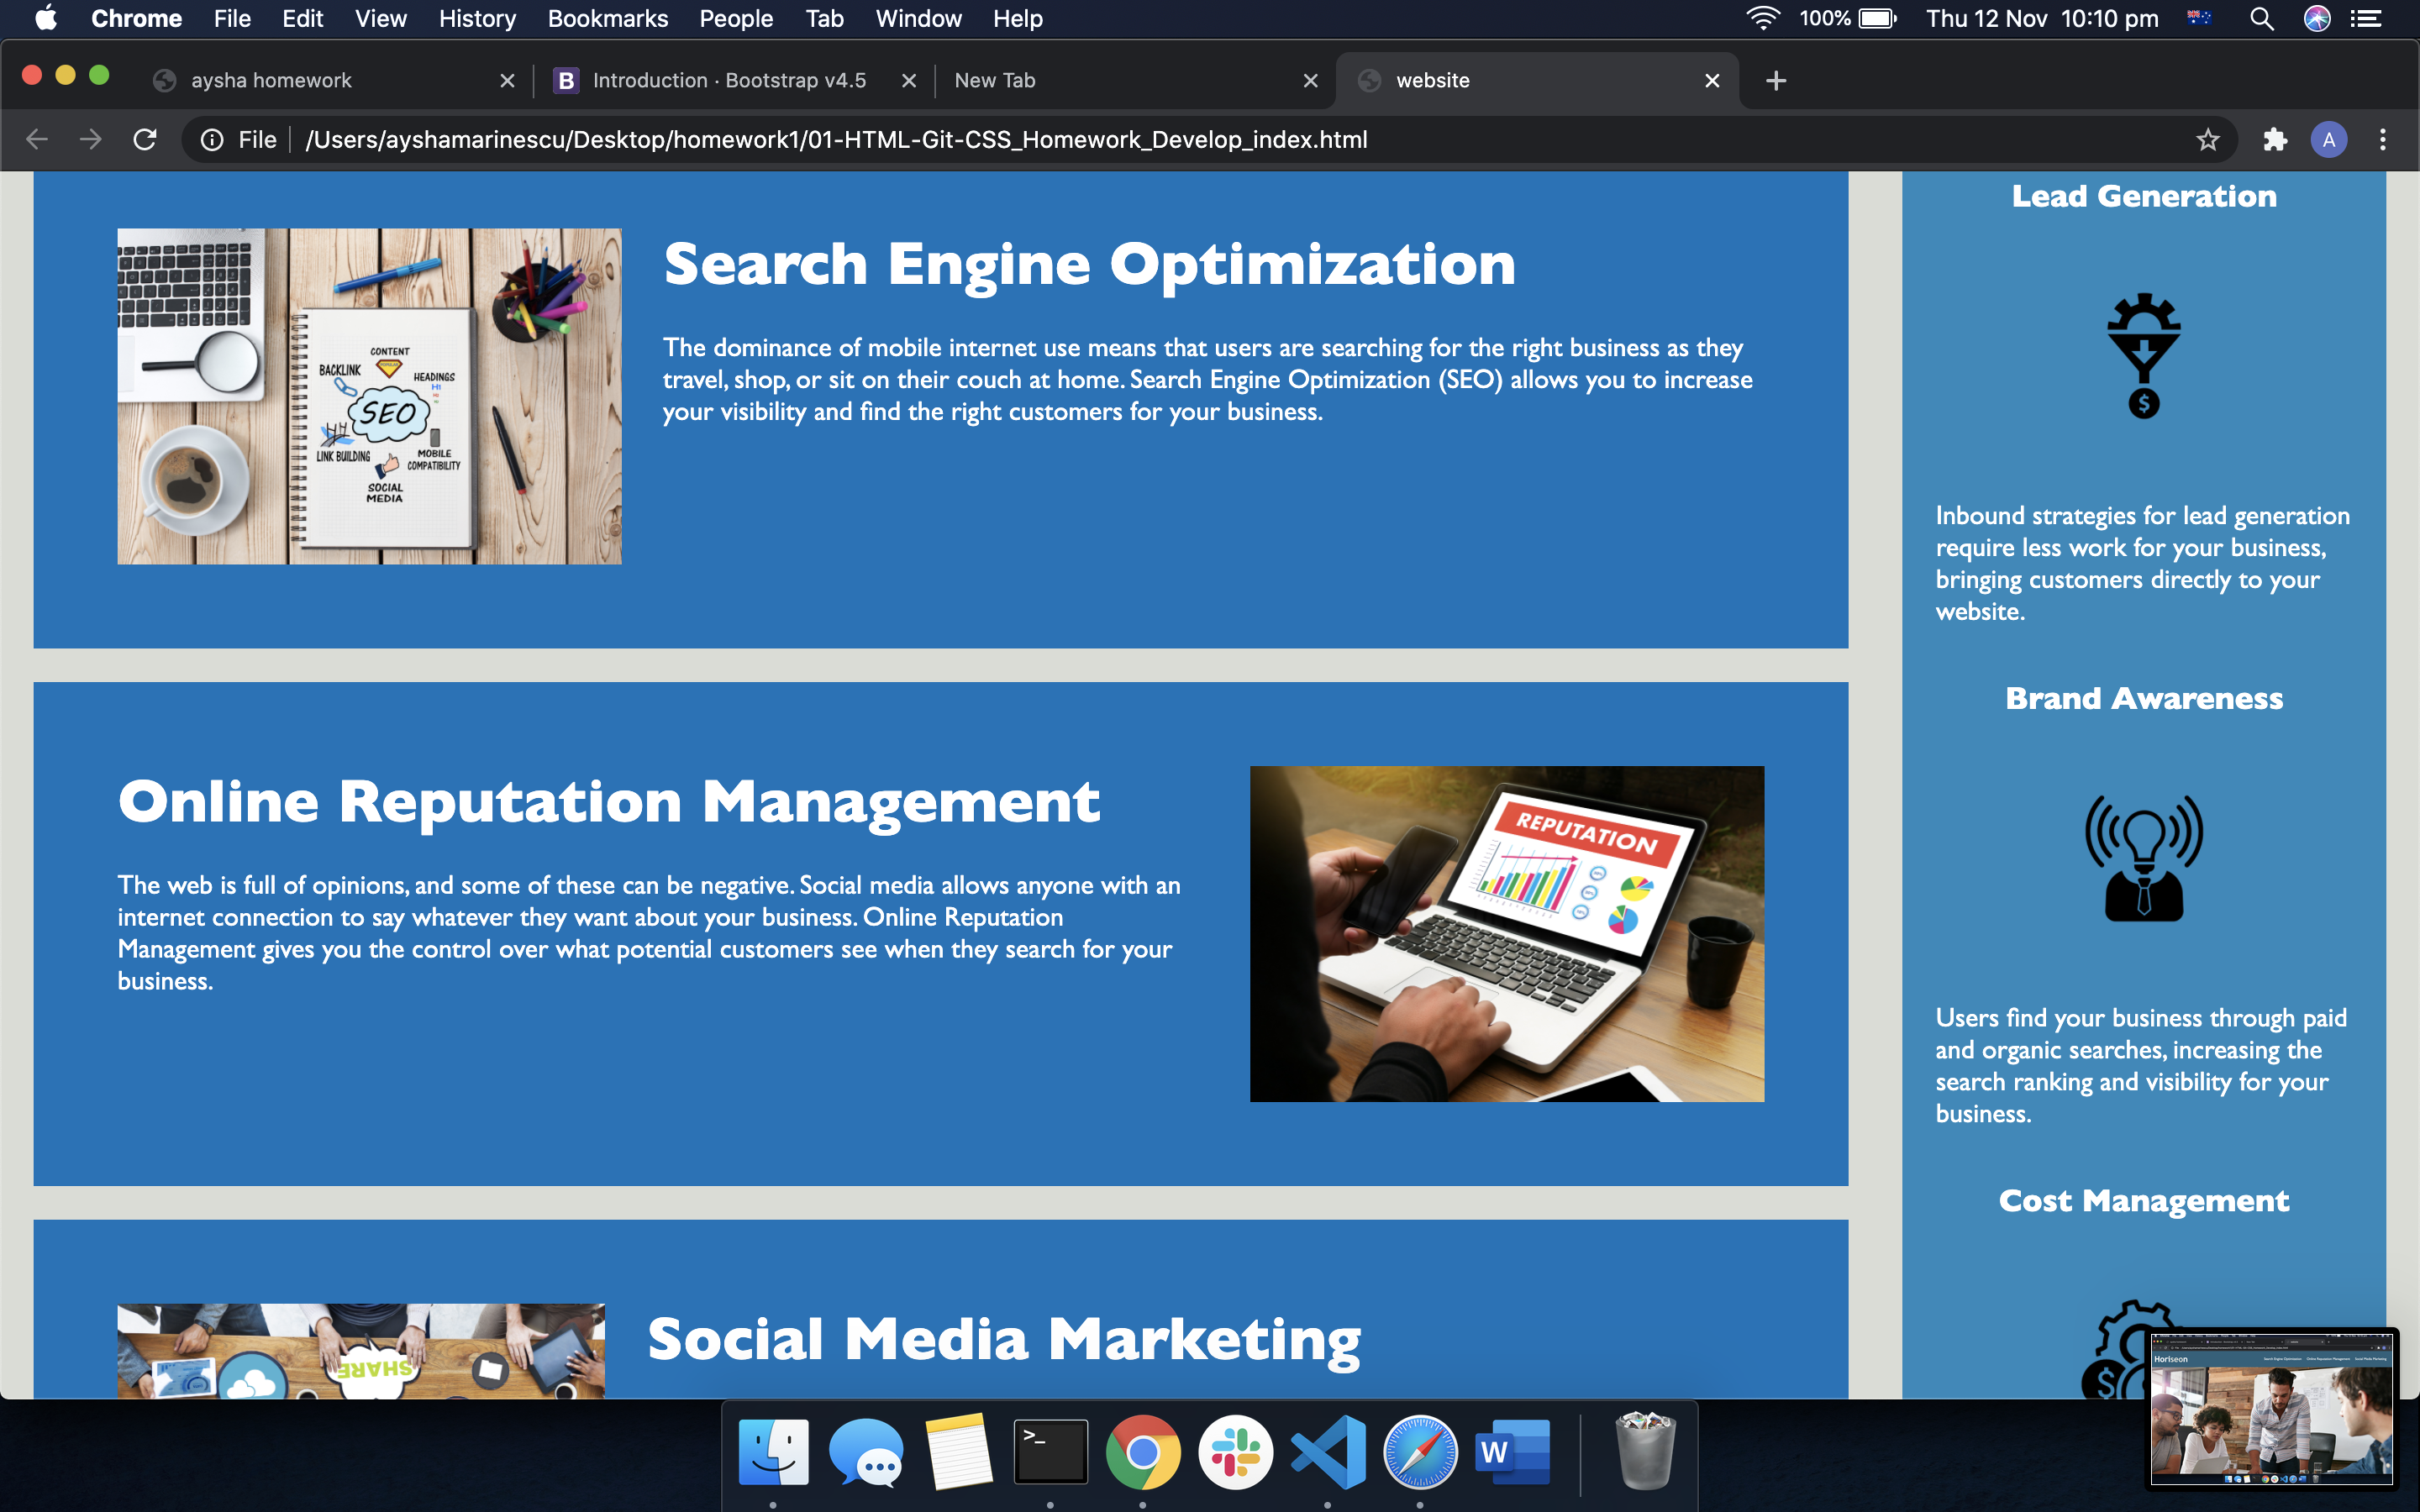 Chrome File Edit View History Bookmarks People Tab Window Help 100% Thu 12 Nov 10:10 pm
aysha homework
B Introduction · Bootstrap v4.5
New Tab
website
File /Users/ayshamarinescu/Desktop/homework1/01-HTML-Git-CSS_Homework_Develop_index.html
A
Search Engine Optimization
The dominance of mobile internet use means that users are searching for the right business as they
travel, shop, or sit on their couch at home. Search Engine Optimization (SEO) allows you to increase
your visibility and find the right customers for your business.
CONTENT
BACKLINK
HEADINGS
SEO
LINK BUILDING
MOBILE
COMPATIBILITY
SOCIAL
MEDIA
Online Reputation Management
The web is full of opinions, and some of these can be negative. Social media allows anyone with an
internet connection to say whatever they want about your business. Online Reputation
Management gives you the control over what potential customers see when they search for your
business.
REPUTATION
Social Media Marketing
SHARE
Lead Generation
$
Inbound strategies for lead generation
require less work for your business,
bringing customers directly to your
website.
Brand Awareness
Users find your business through paid
and organic searches, increasing the
search ranking and visibility for your
business.
Cost Management
$
Horiseon
Search Engine Optimization Online Reputation Management Social Media Marketing
>_
W